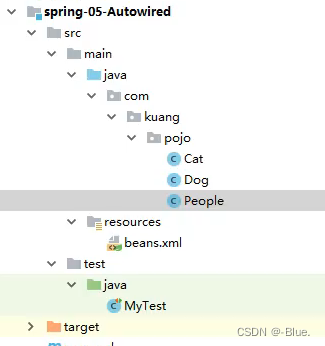 spring-05-Autowired
src
main
java
com
kuang
pojo
Cat
Dog
People
resources
beans.xml
test
java
MyTest
target
CSDN @-Blue.